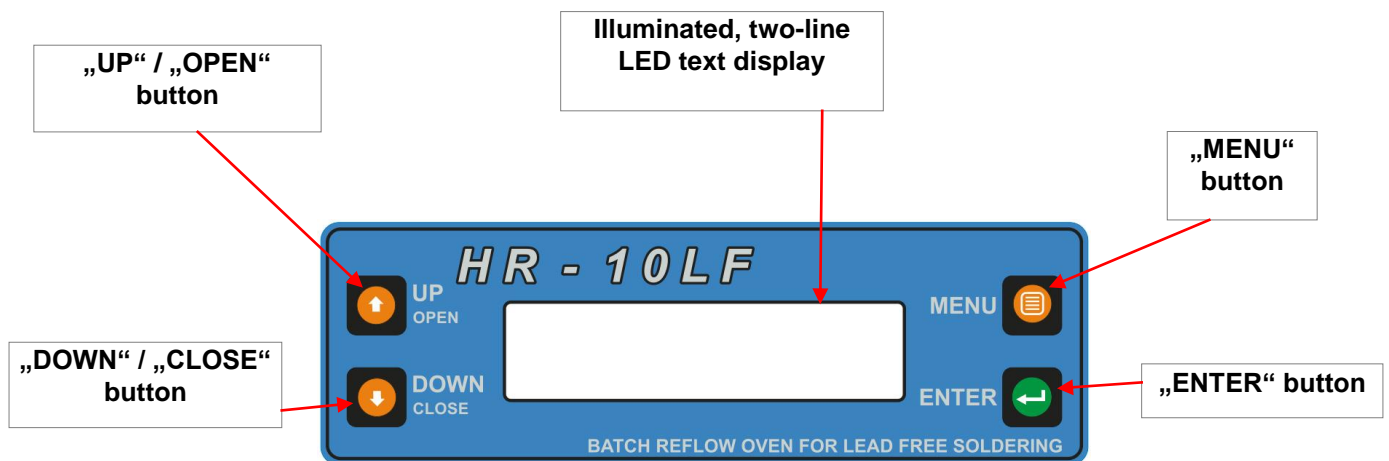 Illuminated, two-line
LED text display
„UP“ / „OPEN“
button
„MENU“
button
HR - 10LF
UP
OPEN
MENU
„DOWN“ / „CLOSE“
button
DOWN
CLOSE
ENTER
„ENTER“ button
BATCH REFLOW OVEN FOR LEAD FREE SOLDERING